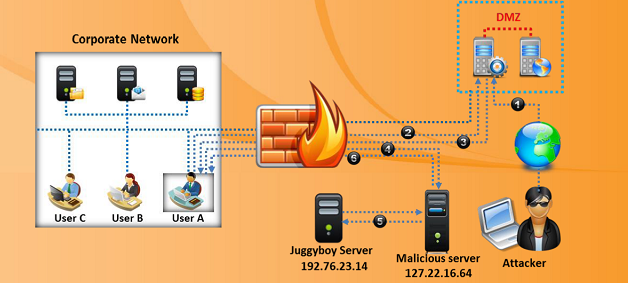 Corporate Network
DMZ
1
2
3
4
6
User C
User B
User A
5
Juggyboy Server
192.76.23.14
Malicious server
127.22.16.64
Attacker